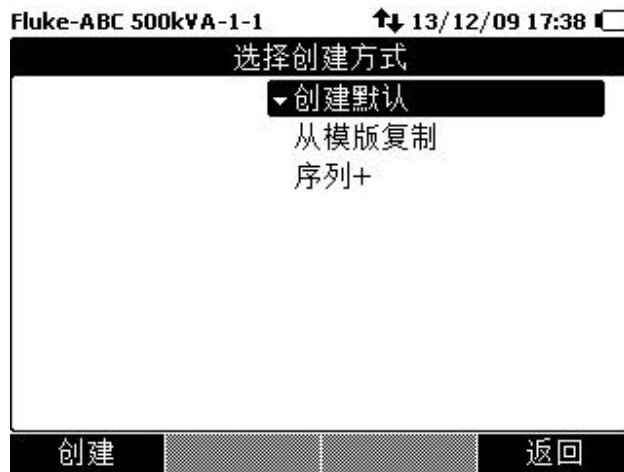 Fluke-ABC 500kVA-1-1 13/12/09 17:38
选择创建方式
创建默认
从模版复制
序列+
创建 返回